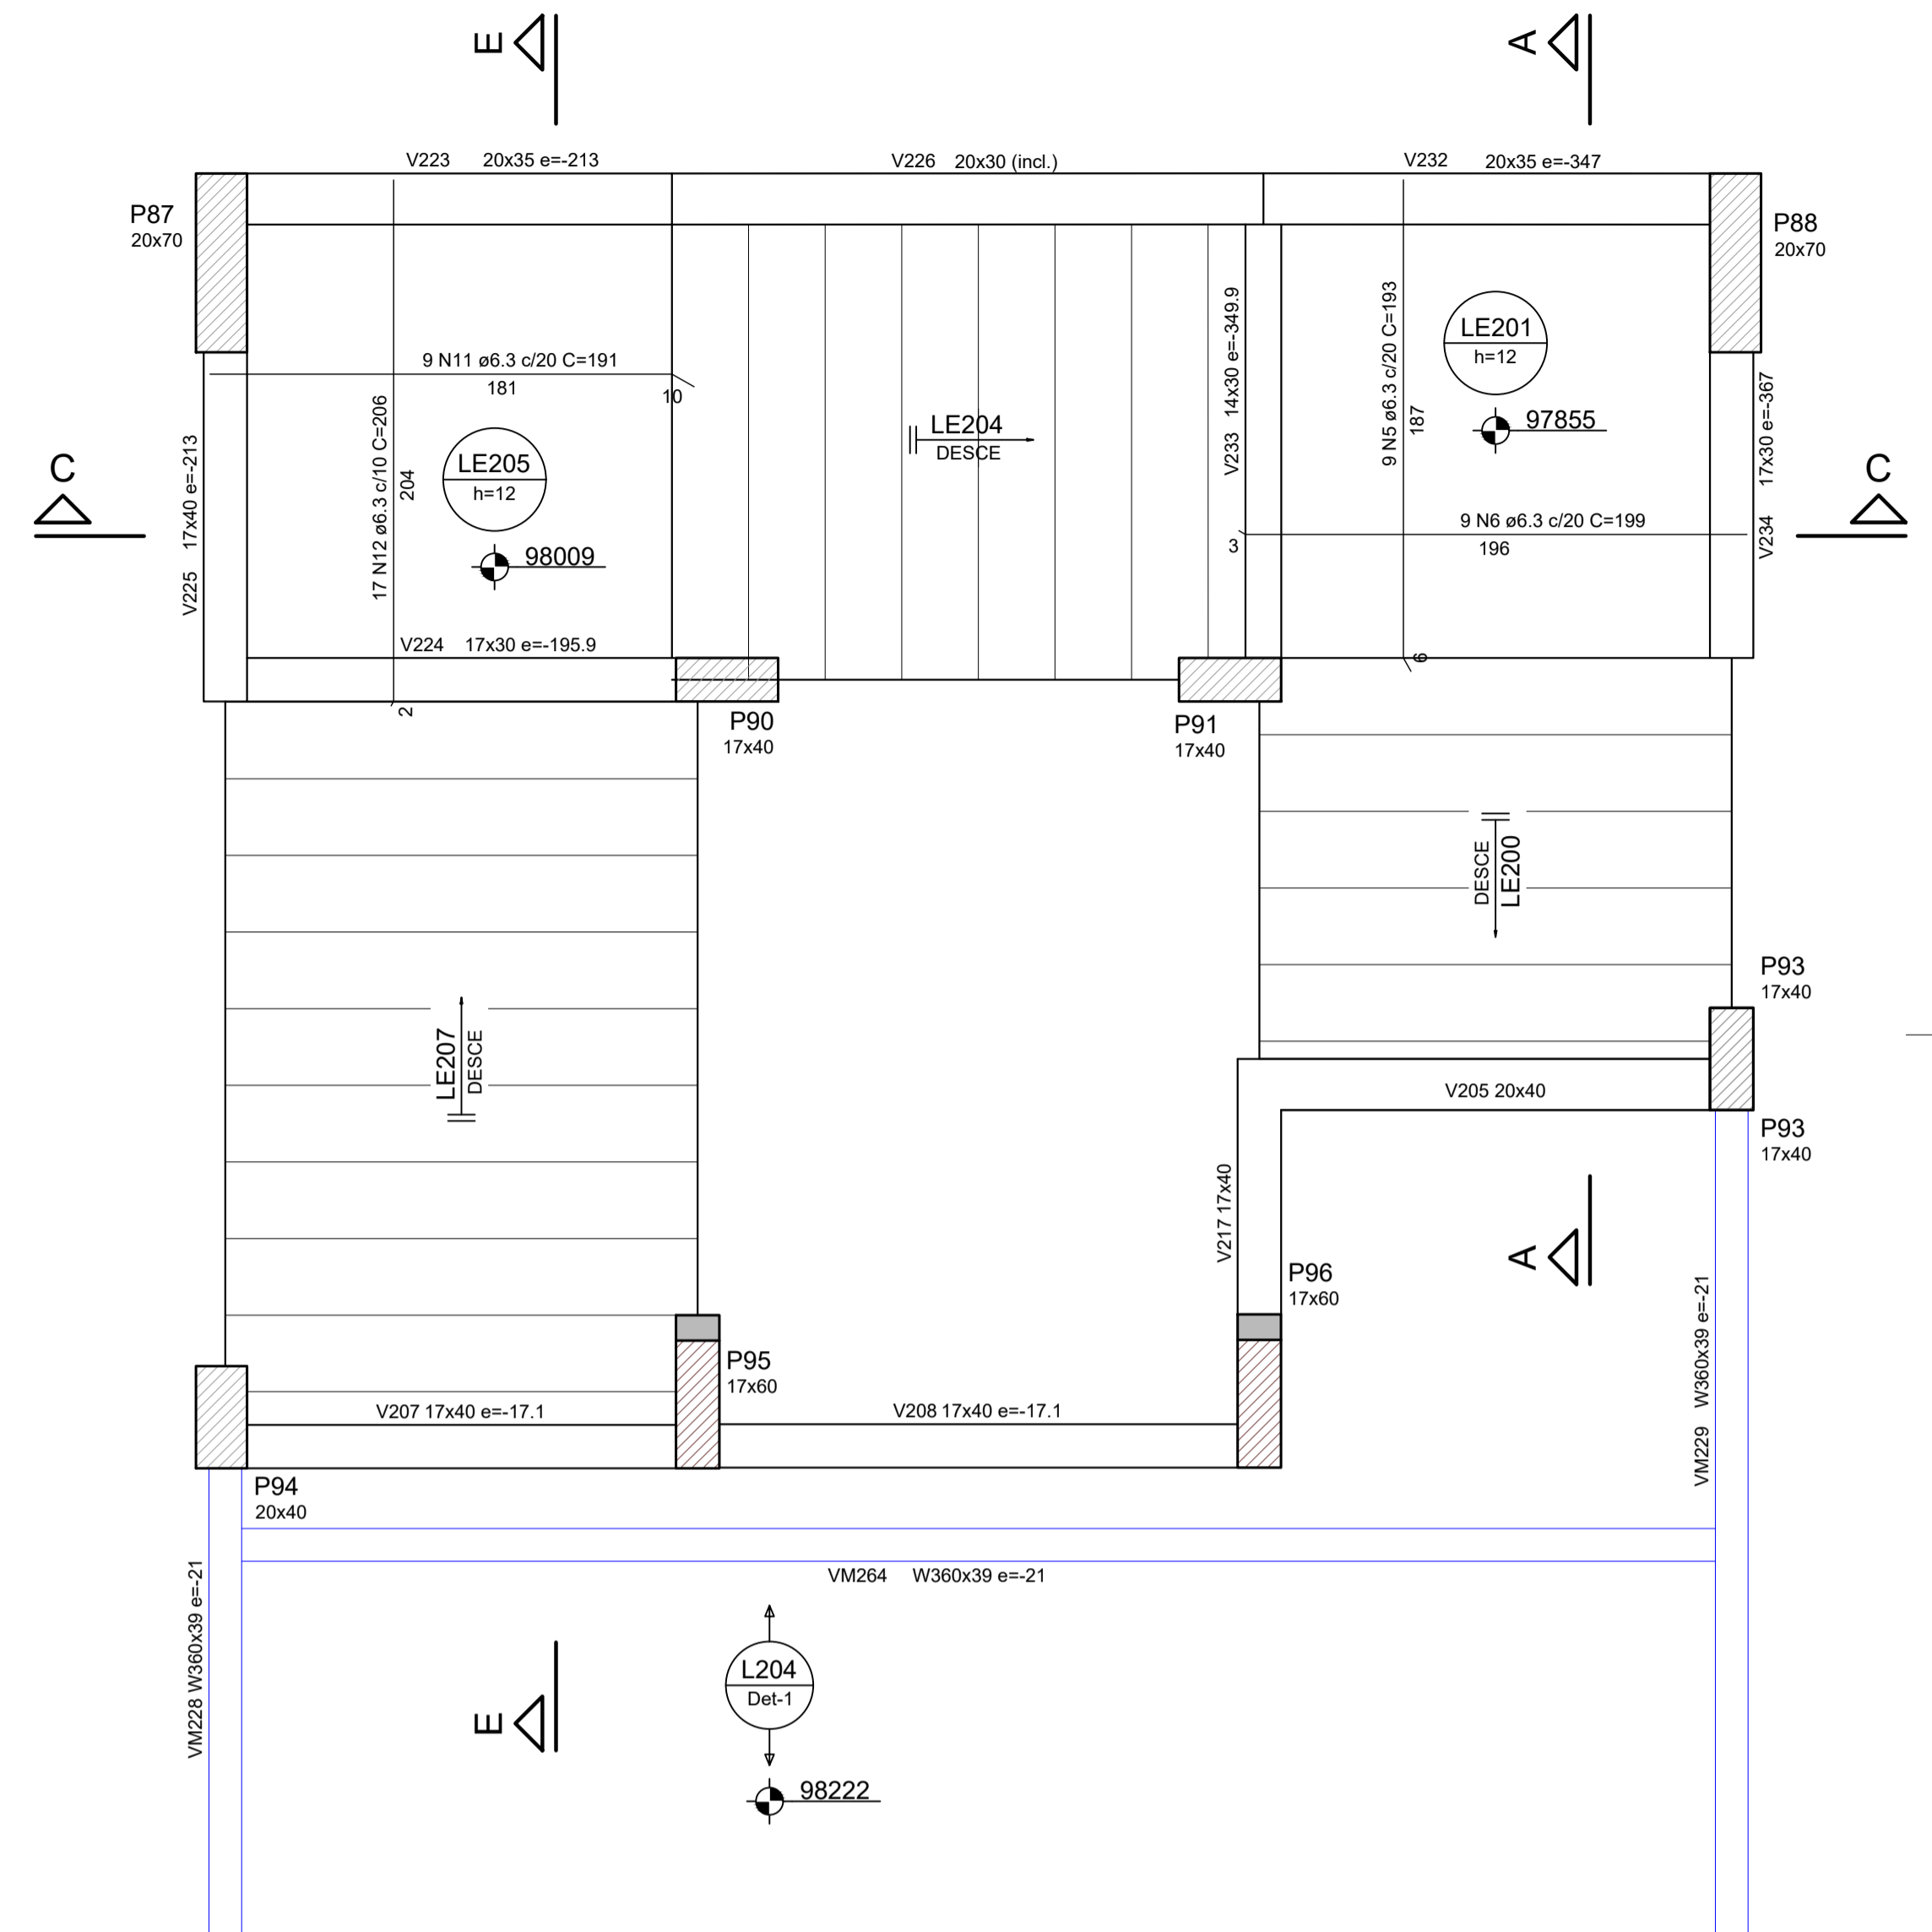 E
A
V223 20x35 e=-213
V226 20x30 (incl.)
V232 20x35 e=-347
P87
20x70
P88
20x70
LE201
h=12
9 N11 ø6.3 c/20 C=191
181
10
V233 14x30 e=-349.9
9 N5 ø6.3 c/20 C=193
187
97855
LE204
DESCE
17 N12 ø6.3 c/10 C=206
204
LE205
h=12
98009
V225 17x40 e=-213
V234 17x30 e=-367
C
C
9 N6 ø6.3 c/20 C=199
196
3
V224 17x30 e=-195.9
6
2
P90
17x40
P91
17x40
DESCE
LE200
P93
17x40
LE207
DESCE
V205 20x40
P93
17x40
V217 17x40
A
P96
17x60
P95
17x60
VM229 W360x39 e=-21
V207 17x40 e=-17.1
V208 17x40 e=-17.1
P94
20x40
VM264 W360x39 e=-21
VM228 W360x39 e=-21
L204
Det-1
E
98222